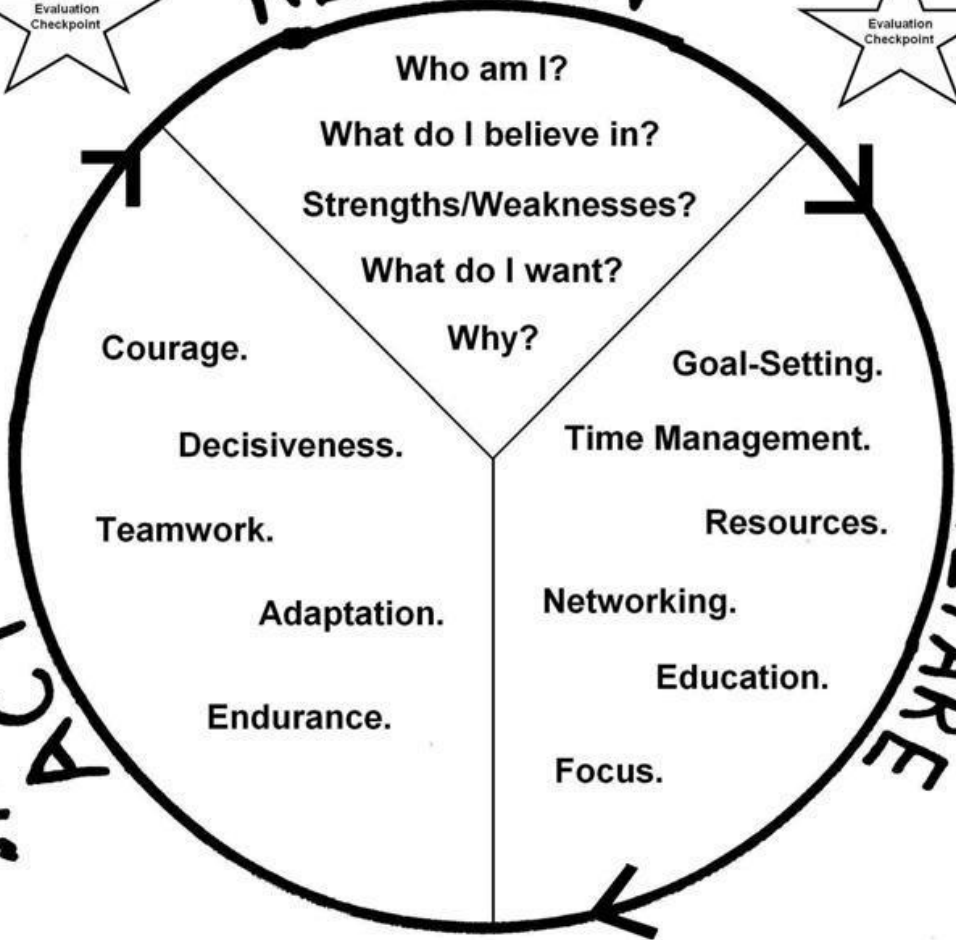 Evaluation
Checkpoint
Evaluation
Checkpoint
Who am I?
What do I believe in?
Strengths/Weaknesses?
What do I want?
Why?
Goal-Setting.
Time Management.
Resources.
Networking.
Education.
Focus.
Courage.
Decisiveness.
Teamwork.
Adaptation.
Endurance.
ACT